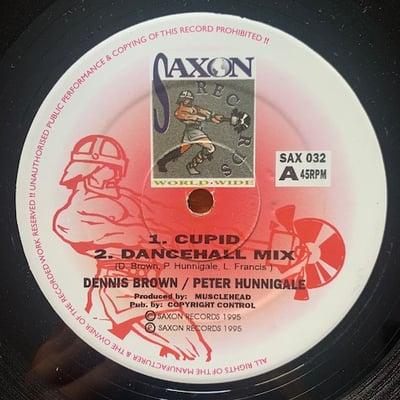 SAXON
RECORDS
WORLD-WIDE
SAX 032
A 45RPM
1. CUPID
2. DANCEHALL MIX
(D. Brown, P. Hunnigale, L. Francis)
DENNIS BROWN / PETER HUNNIGALE
Produced by: MUSCLEHEAD
Pub. by: COPYRIGHT CONTROL
© SAXON RECORDS 1995
℗ SAXON RECORDS 1995
ALL RIGHTS OF THE MANUFACTURER & THE OWNER OF THE RECORDED WORK RESERVED !! UNAUTHORISED PUBLIC PERFORMANCE & COPYING OF THIS RECORD PROHIBITED !!